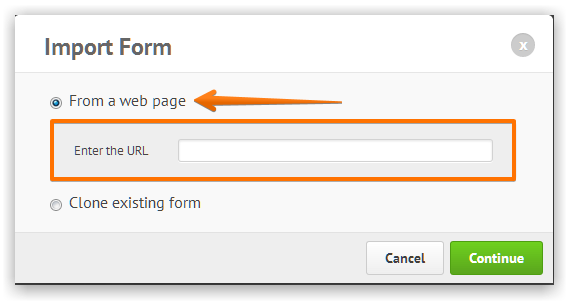 Import Form
x
From a web page
Enter the URL
Clone existing form
Cancel Continue